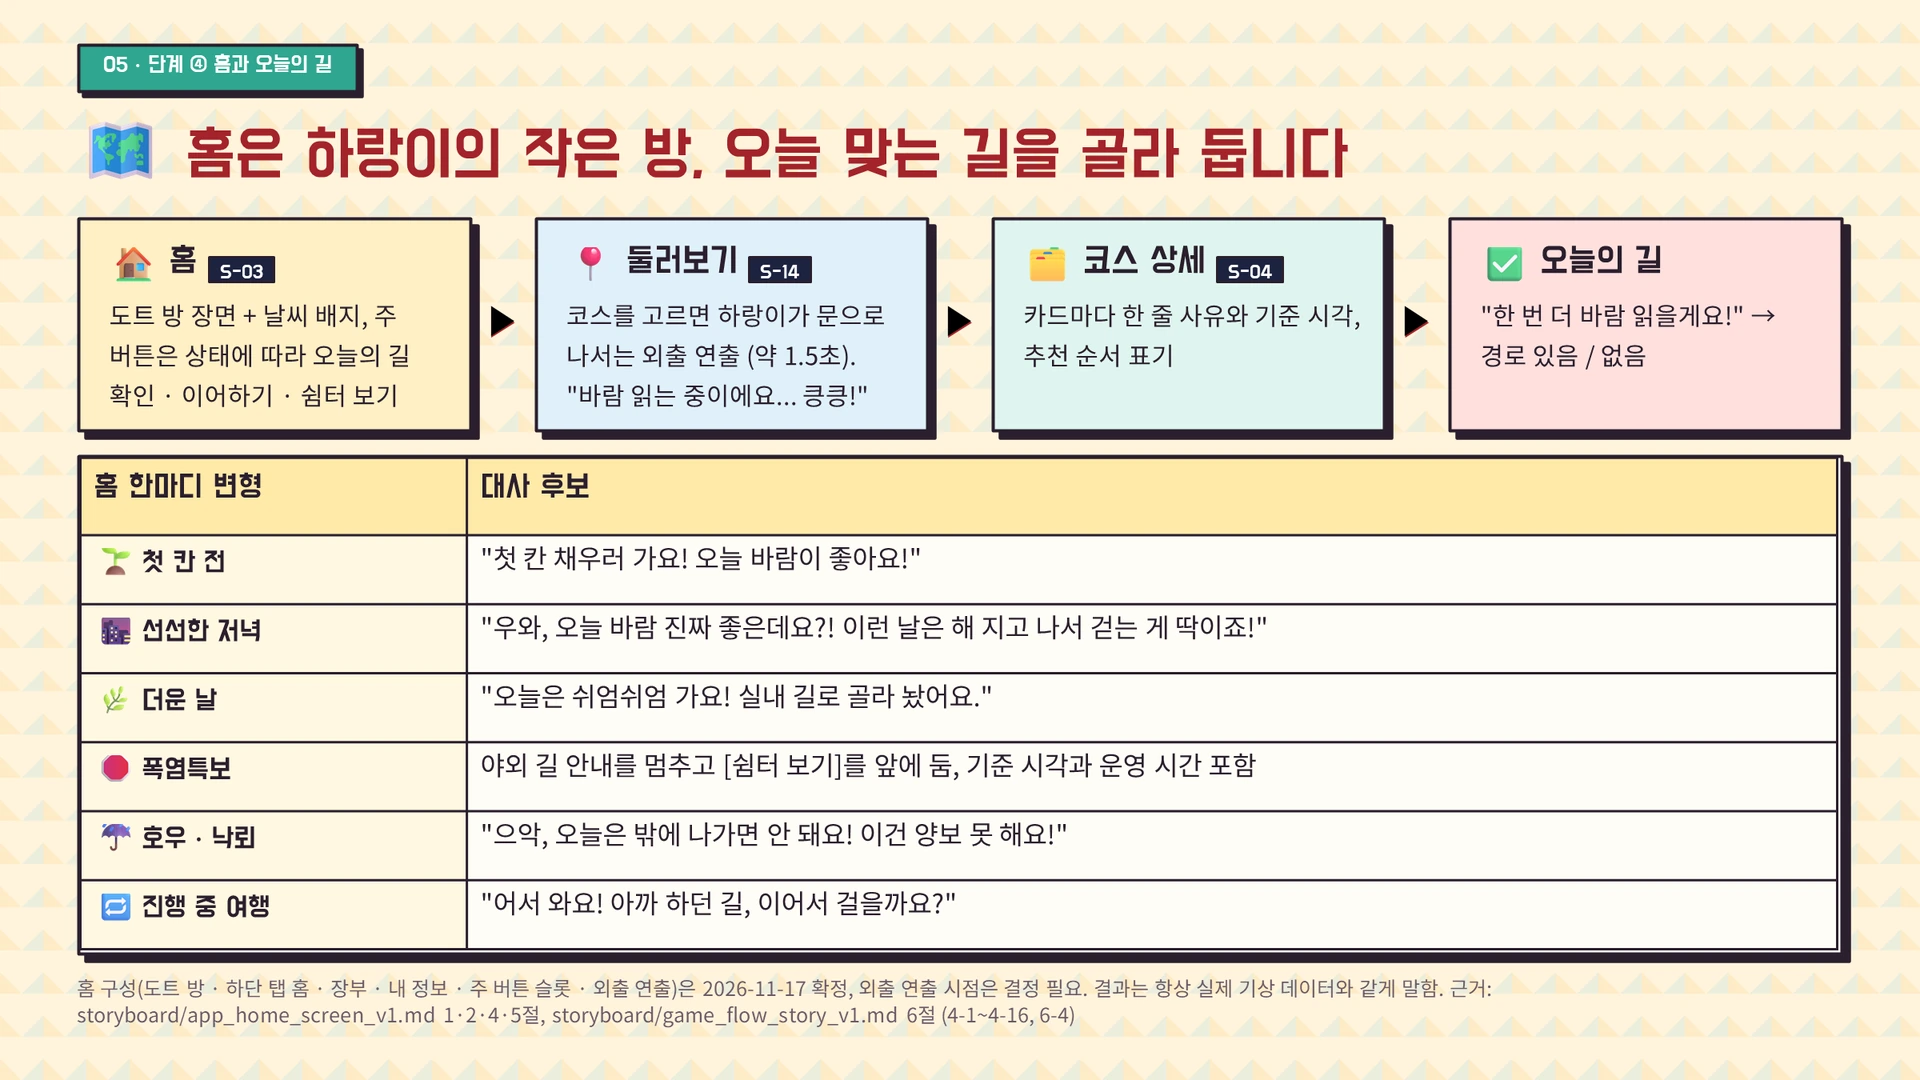 05 · 단계 ④ 홈과 오늘의 길
홈은 하랑이의 작은 방, 오늘 맞는 길을 골라 둡니다
홈 S-03
도트 방 장면 + 날씨 배지, 주
버튼은 상태에 따라 오늘의 길
확인 · 이어하기 · 쉼터 보기
둘러보기 S-14
코스를 고르면 하랑이가 문으로
나서는 외출 연출 (약 1.5초).
"바람 읽는 중이에요... 킁킁!"
코스 상세 S-04
카드마다 한 줄 사유와 기준 시각,
추천 순서 표기
오늘의 길
"한 번 더 바람 읽을게요!" →
경로 있음 / 없음
홈 한마디 변형 대사 후보
첫 칸 전 "첫 칸 채우러 가요! 오늘 바람이 좋아요!"
선선한 저녁 "우와, 오늘 바람 진짜 좋은데요?! 이런 날은 해 지고 나서 걷는 게 딱이죠!"
더운 날 "오늘은 쉬엄쉬엄 가요! 실내 길로 골라 놨어요."
폭염특보 야외 길 안내를 멈추고 [쉼터 보기]를 앞에 둠, 기준 시각과 운영 시간 포함
호우 · 낙뢰 "으악, 오늘은 밖에 나가면 안 돼요! 이건 양보 못 해요!"
진행 중 여행 "어서 와요! 아까 하던 길, 이어서 걸을까요?"
홈 구성(도트 방 · 하단 탭 홈 · 장부 · 내 정보 · 주 버튼 슬롯 · 외출 연출)은 2026-11-17 확정, 외출 연출 시점은 결정 필요. 결과는 항상 실제 기상 데이터와 같게 말함. 근거:
storyboard/app_home_screen_v1.md 1·2·4·5절, storyboard/game_flow_story_v1.md 6절 (4-1~4-16, 6-4)